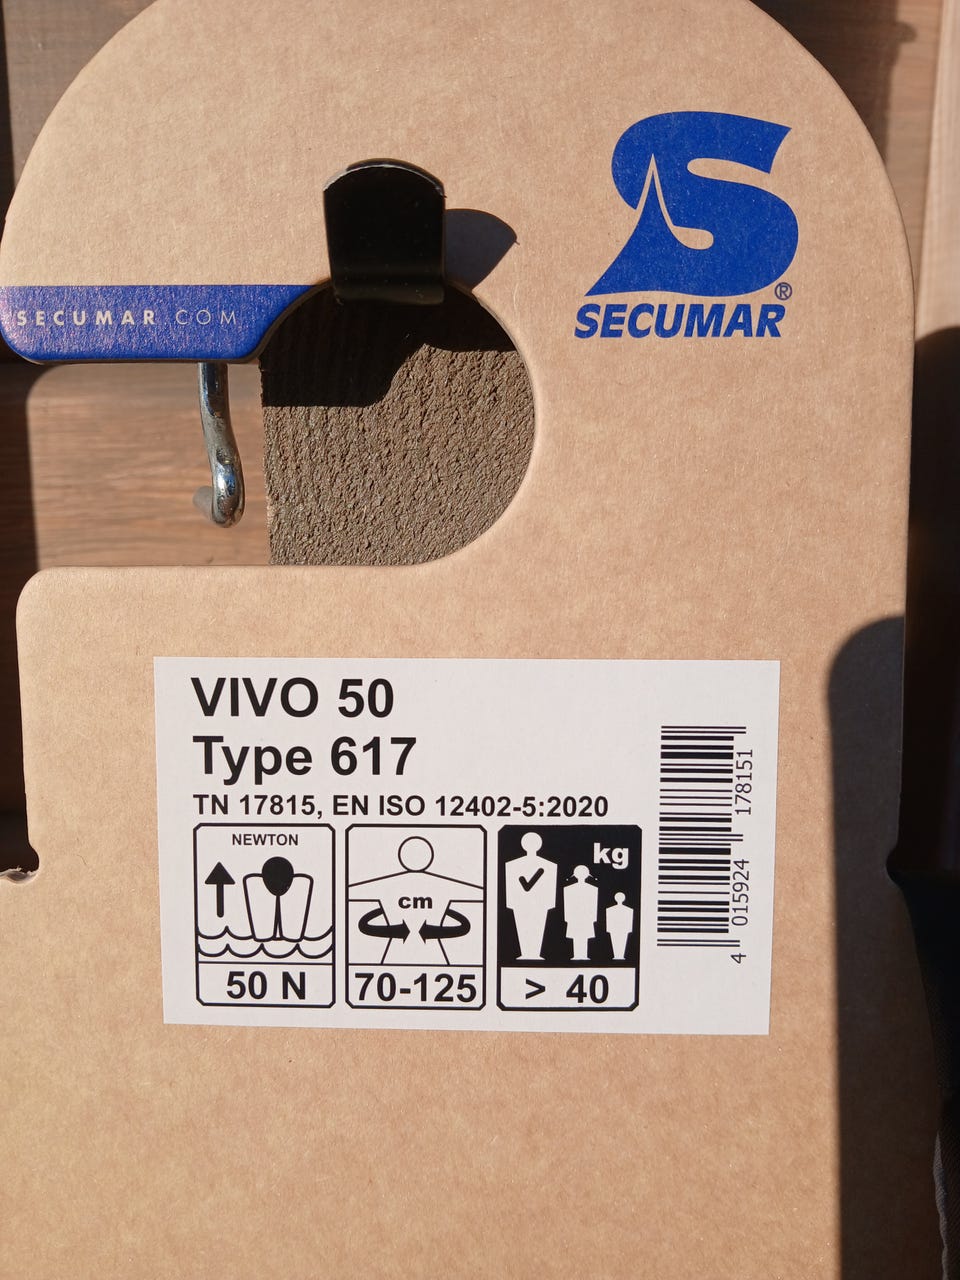 SECUMAR®
SECUMAR.COM
VIVO 50
Type 617
TN 17815, EN ISO 12402-5:2020
NEWTON
50 N
cm
70-125
kg
> 40
4 015924 178151